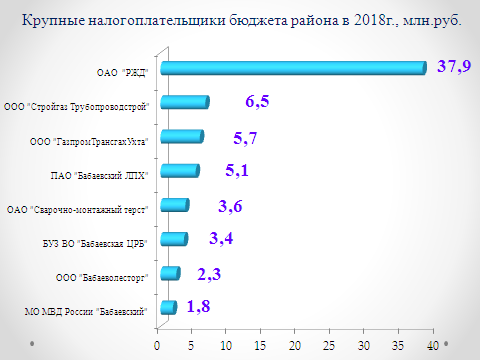 Крупные налогоплательщики бюджета района в 2018г., млн.руб.
ОАО "РЖД" 37,9
ООО "Стройгаз Трубопроводстрой" 6,5
ООО "ГазпромТрансгазУхта" 5,7
ПАО "Бабаевский ЛПХ" 5,1
ОАО "Сварочно-монтажный терст" 3,6
БУЗ ВО "Бабаевская ЦРБ" 3,4
ООО "Бабаеволесторг" 2,3
МО МВД России "Бабаевский" 1,8
0 5 10 15 20 25 30 35 40